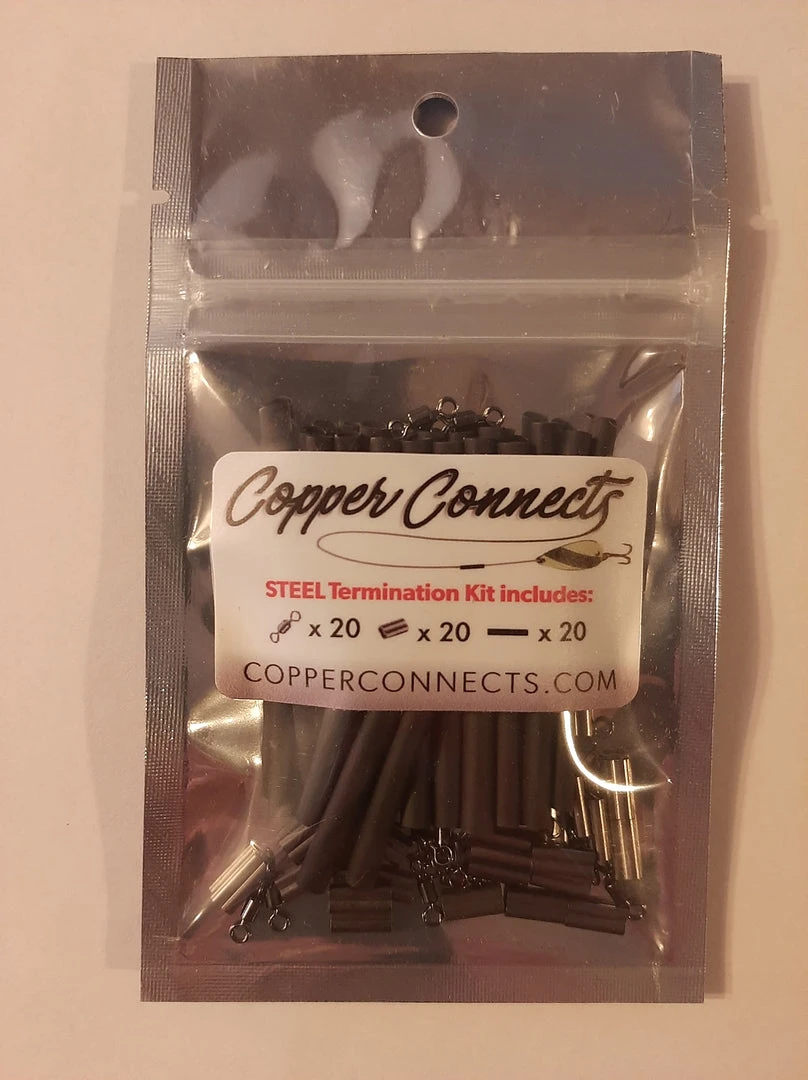 Copper Connects
STEEL Termination Kit includes:
x 20 x 20 x 20
COPPERCONNECTS.COM